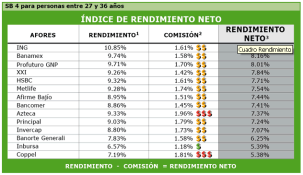 SB 4 para personas entre 27 y 36 años
ÍNDICE DE RENDIMIENTO NETO
AFORES RENDIMIENTO¹ COMISIÓN² RENDIMIENTO NETO³
Cuadro Rendimiento
ING 10.85% 1.61% $$
Banamex 9.74% 1.58% $$ 8.16%
Profuturo GNP 9.71% 1.70% $$ 8.01%
XXI 9.26% 1.42% $$ 7.84%
HSBC 9.32% 1.61% $$ 7.71%
Metlife 9.28% 1.74% $$ 7.54%
Afirme Bajío 8.95% 1.51% $$ 7.44%
Bancomer 8.86% 1.45% $$ 7.41%
Azteca 9.33% 1.96% $$$ 7.37%
Principal 9.03% 1.79% $$ 7.24%
Invercap 8.80% 1.73% $$ 7.07%
Banorte Generali 7.83% 1.58% $$ 6.25%
Inbursa 6.57% 1.18% $ 5.39%
Coppel 7.19% 1.81% $$$ 5.38%
RENDIMIENTO - COMISIÓN = RENDIMIENTO NETO